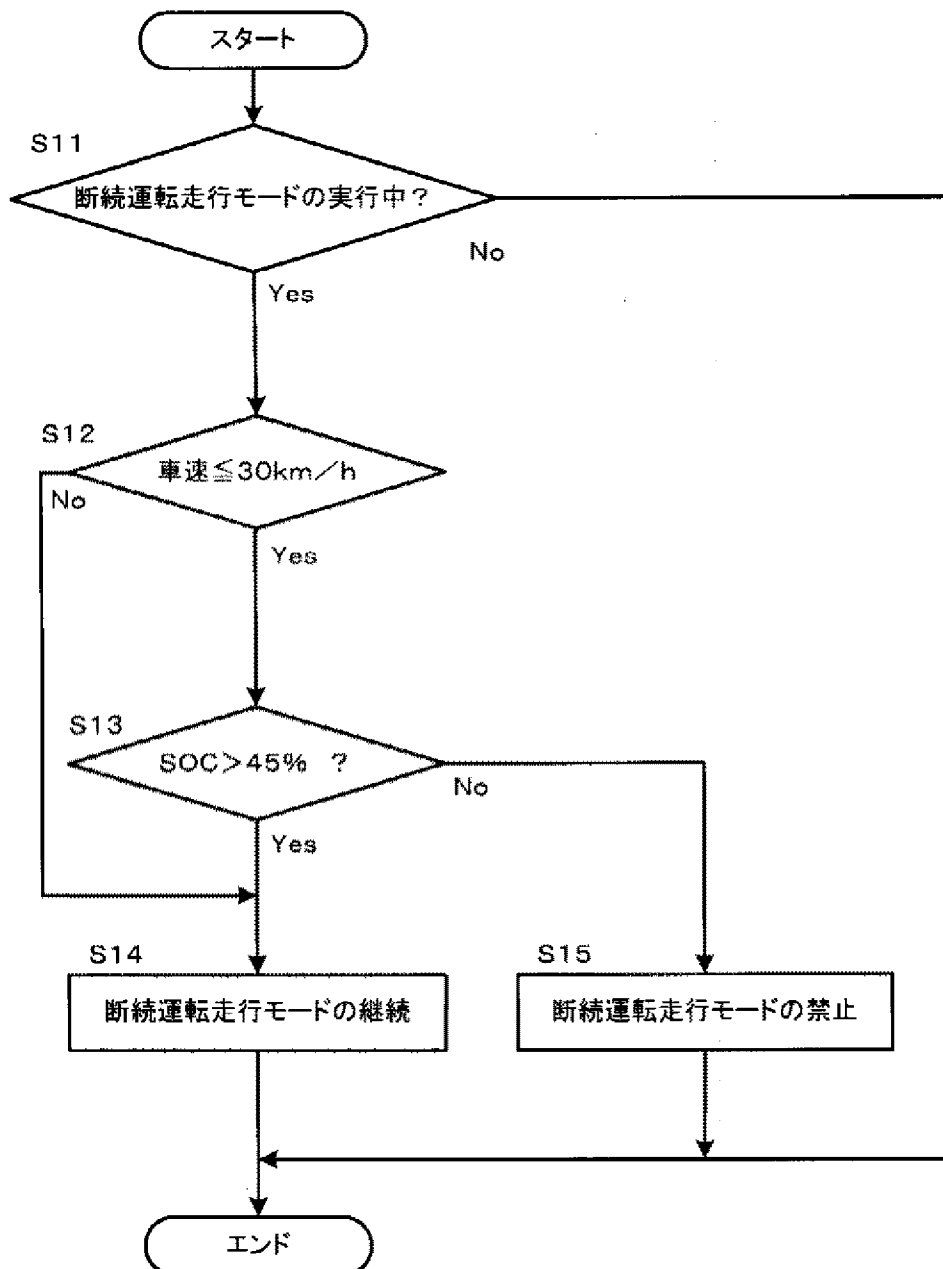 スタート
S11
断続運転走行モードの実行中？
No
Yes
S12
車速≦30km／h
No
Yes
S13
SOC＞45%　？
No
Yes
S14
断続運転走行モードの継続
S15
断続運転走行モードの禁止
エンド